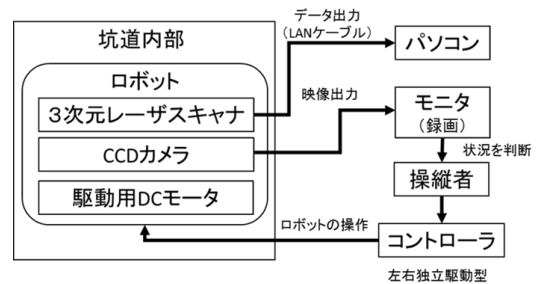 坑道内部
ロボット
３次元レーザスキャナ
CCDカメラ
駆動用DCモータ
データ出力
（LANケーブル）
パソコン
映像出力
モニタ
（録画）
状況を判断
操縦者
ロボットの操作
コントローラ
左右独立駆動型